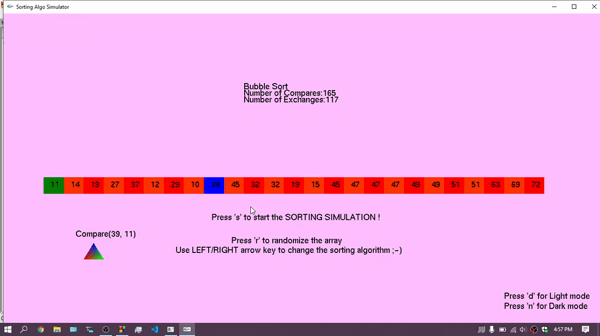 Sorting Algo Simulator
Bubble Sort
Number of Compares:165
Number of Exchanges:117
11 14 19 27 37 12 29 10 39 45 32 32 19 15 45 47 47 47 49 49 51 51 63 69 72
Press 's' to start the SORTING SIMULATION !
Compare(39, 11)
Press 'r' to randomize the array
Use LEFT/RIGHT arrow key to change the sorting algorithm ;-)
Press 'd' for Light mode
Press 'n' for Dark mode
4:57 PM